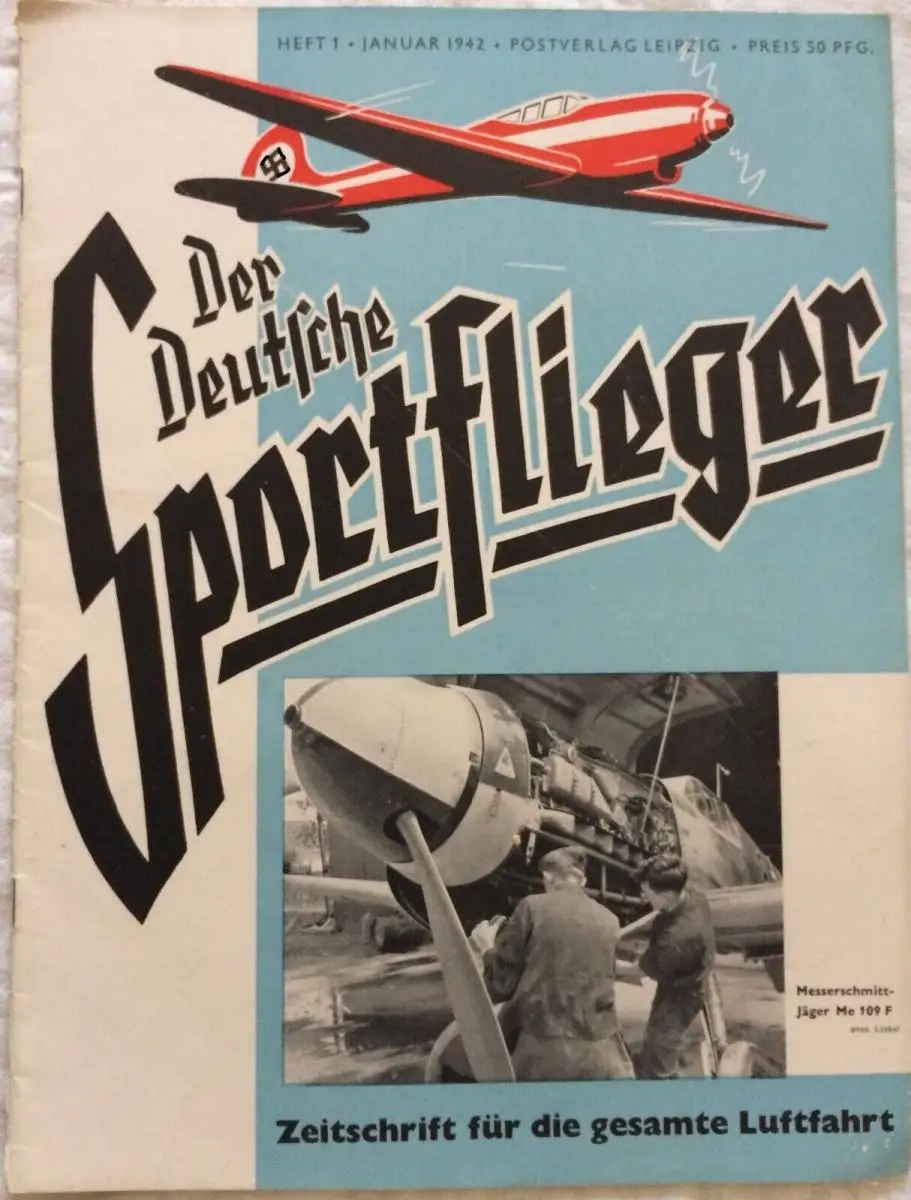 HEFT 1 • JANUAR 1942 • POSTVERLAG LEIPZIG • PREIS 50 PFG.
Der
Deutſche
Sportflieger
Messerschmitt-
Jäger Me 109 F
Zeitschrift für die gesamte Luftfahrt